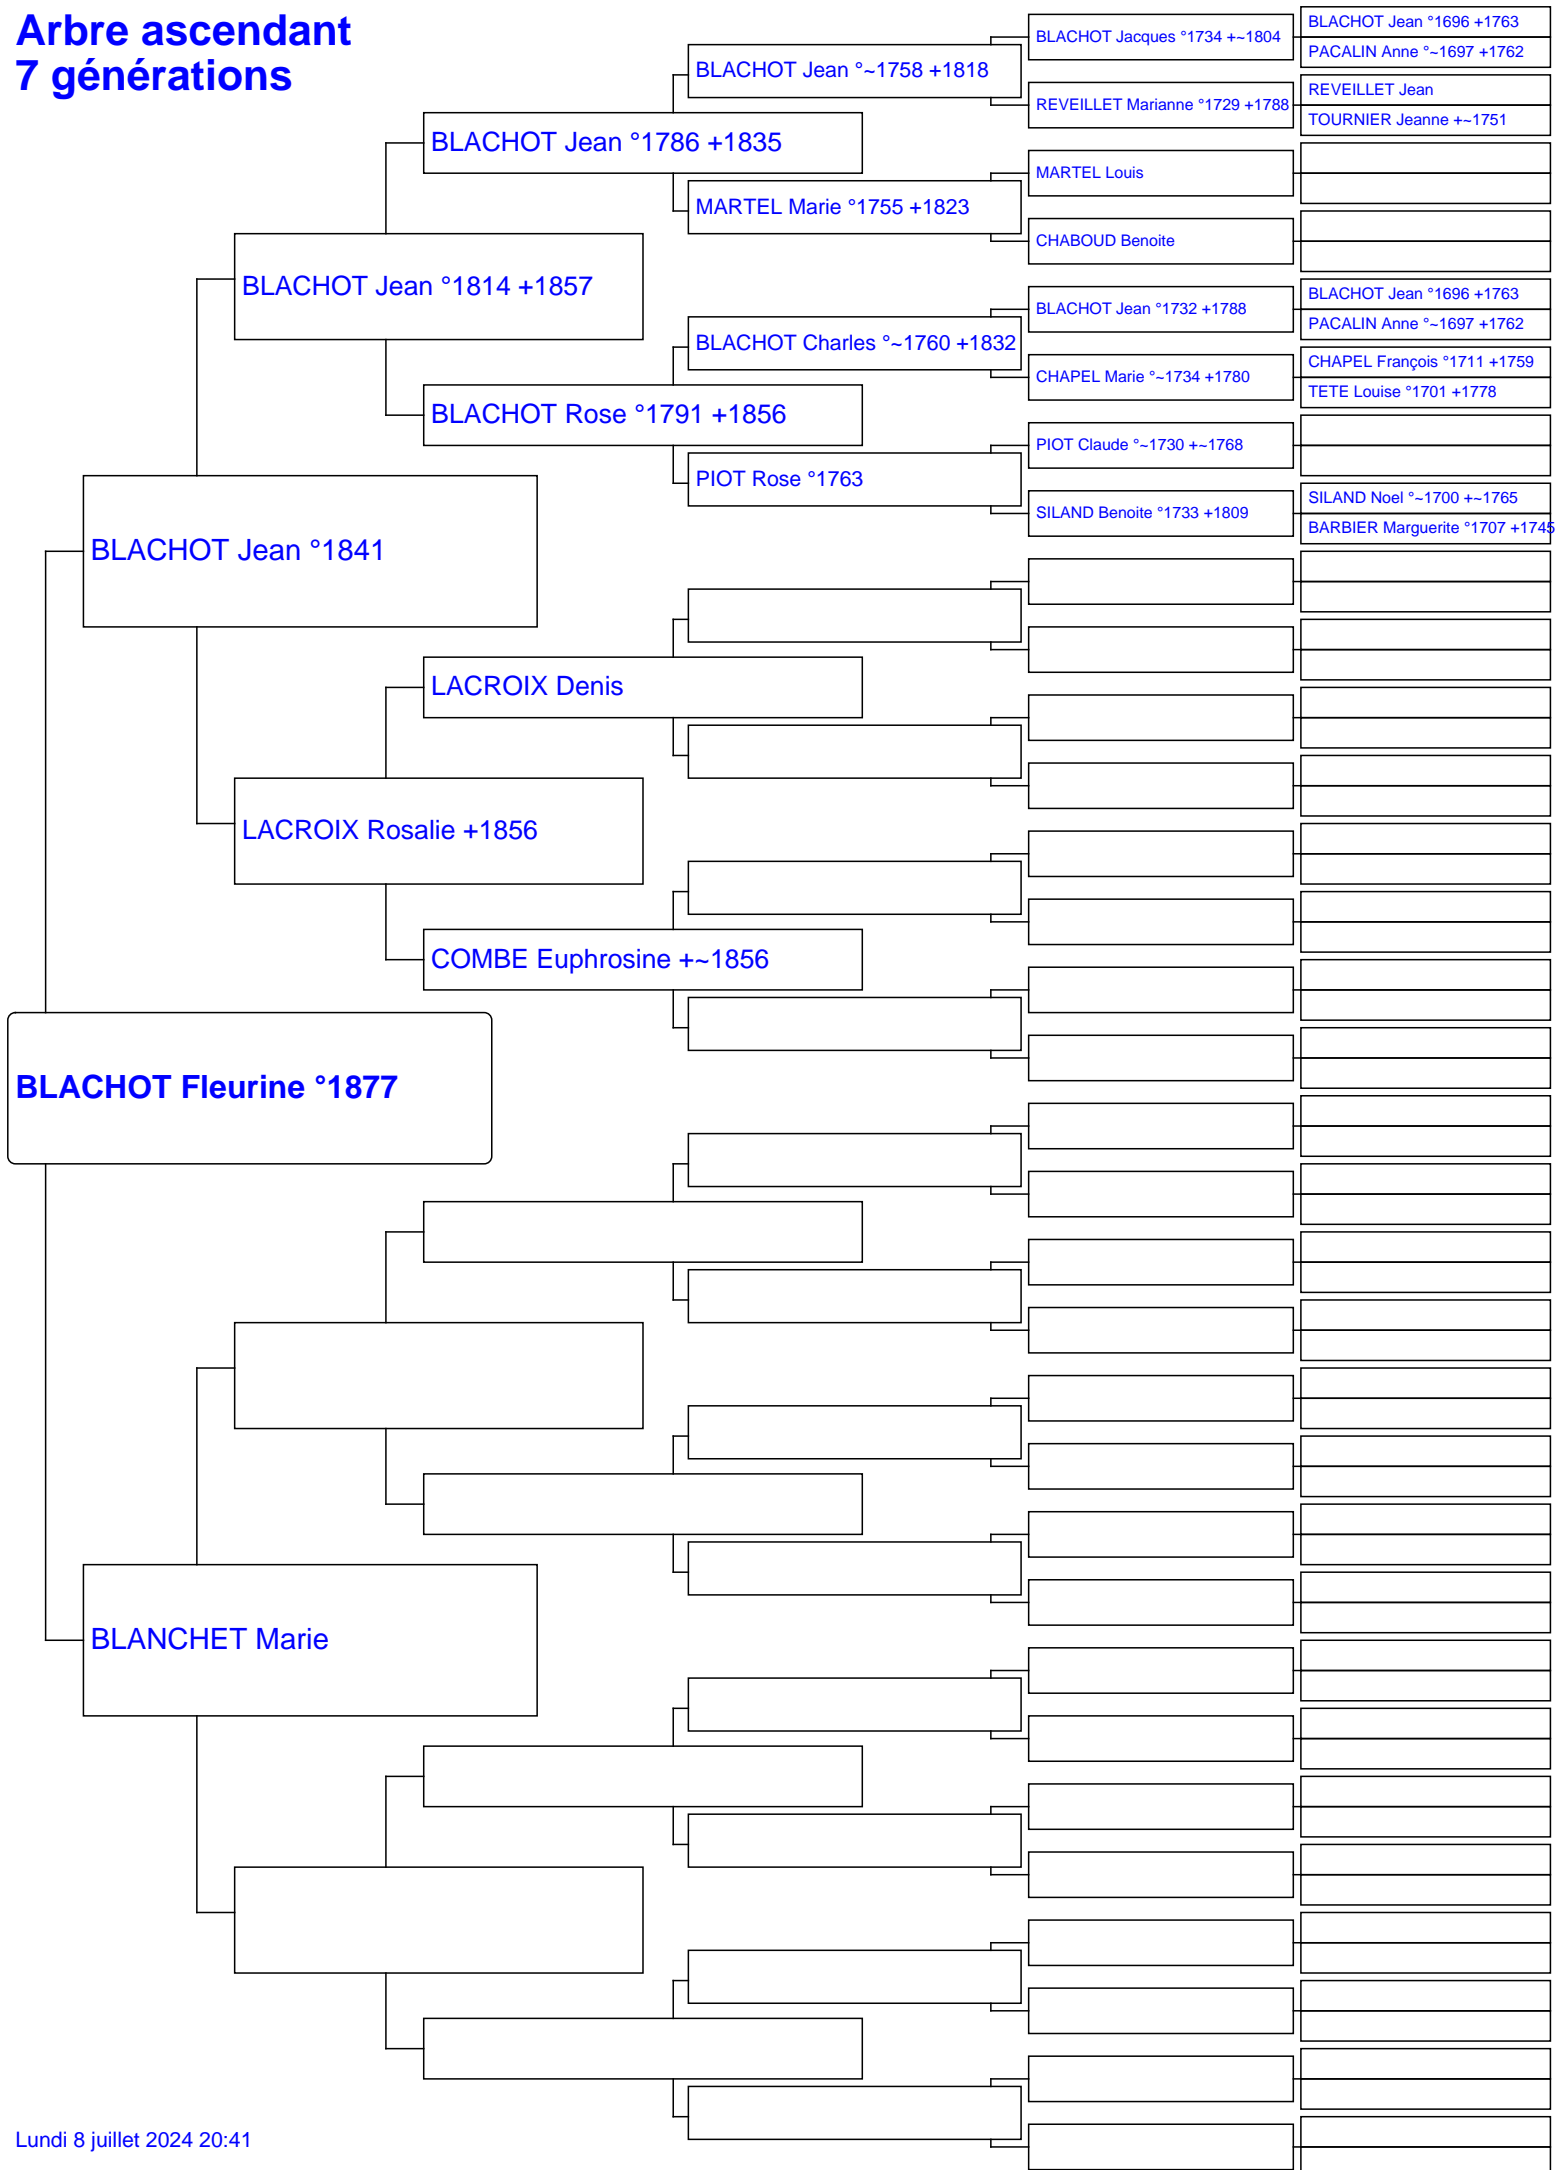 Arbre ascendant
7 générations
BLACHOT Jean °1696 +1763
BLACHOT Jacques °1734 +~1804
PACALIN Anne °~1697 +1762
BLACHOT Jean °~1758 +1818
REVEILLET Jean
REVEILLET Marianne °1729 +1788
TOURNIER Jeanne +~1751
BLACHOT Jean °1786 +1835
MARTEL Louis
MARTEL Marie °1755 +1823
CHABOUD Benoite
BLACHOT Jean °1814 +1857
BLACHOT Jean °1696 +1763
BLACHOT Jean °1732 +1788
PACALIN Anne °~1697 +1762
BLACHOT Charles °~1760 +1832
CHAPEL François °1711 +1759
CHAPEL Marie °~1734 +1780
TETE Louise °1701 +1778
BLACHOT Rose °1791 +1856
PIOT Claude °~1730 +~1768
PIOT Rose °1763
SILAND Noel °~1700 +~1765
SILAND Benoite °1733 +1809
BARBIER Marguerite °1707 +1745
BLACHOT Jean °1841
LACROIX Denis
LACROIX Rosalie +1856
COMBE Euphrosine +~1856
BLACHOT Fleurine °1877
BLANCHET Marie
Lundi 8 juillet 2024 20:41